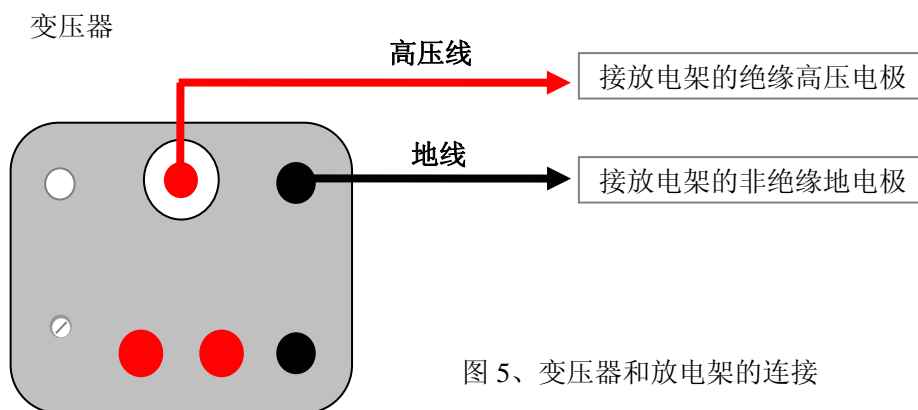 变压器
高压线
接放电架的绝缘高压电极
地线
接放电架的非绝缘地电极
图 5、变压器和放电架的连接